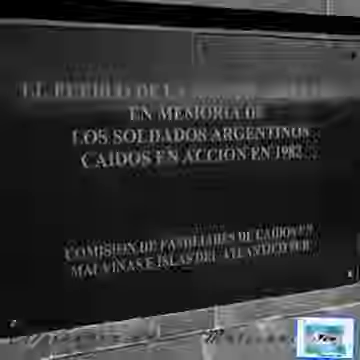 EL PUEBLO DE
EN MEMORIA DE
LOS SOLDADOS ARGENTINOS
CAIDOS EN ACCION EN 1982
COMISION DE FAMILIARES DE CAIDOS EN
MALVINAS E ISLAS DEL ATLANTICO SUR